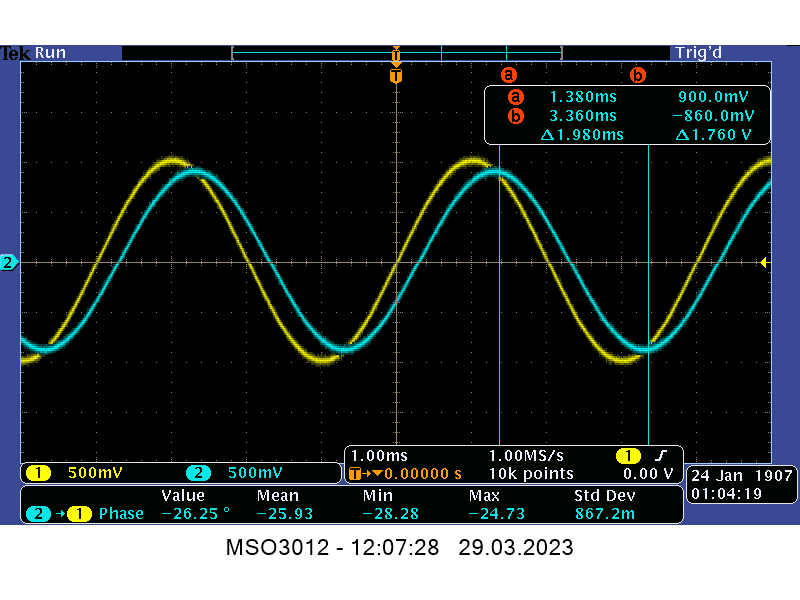 Tek Run Trig'd
T
T
a b
a 1.380ms 900.0mV
b 3.360ms −860.0mV
Δ1.980ms Δ1.760 V
2
1 500mV 2 500mV
1.00ms 1.00MS/s 1
T→▼0.00000 s 10k points 0.00 V
Value Mean Min Max Std Dev
2 →1 Phase −26.25 ° −25.93 −28.28 −24.73 867.2m
24 Jan 1907
01:04:19
MSO3012 - 12:07:28 29.03.2023